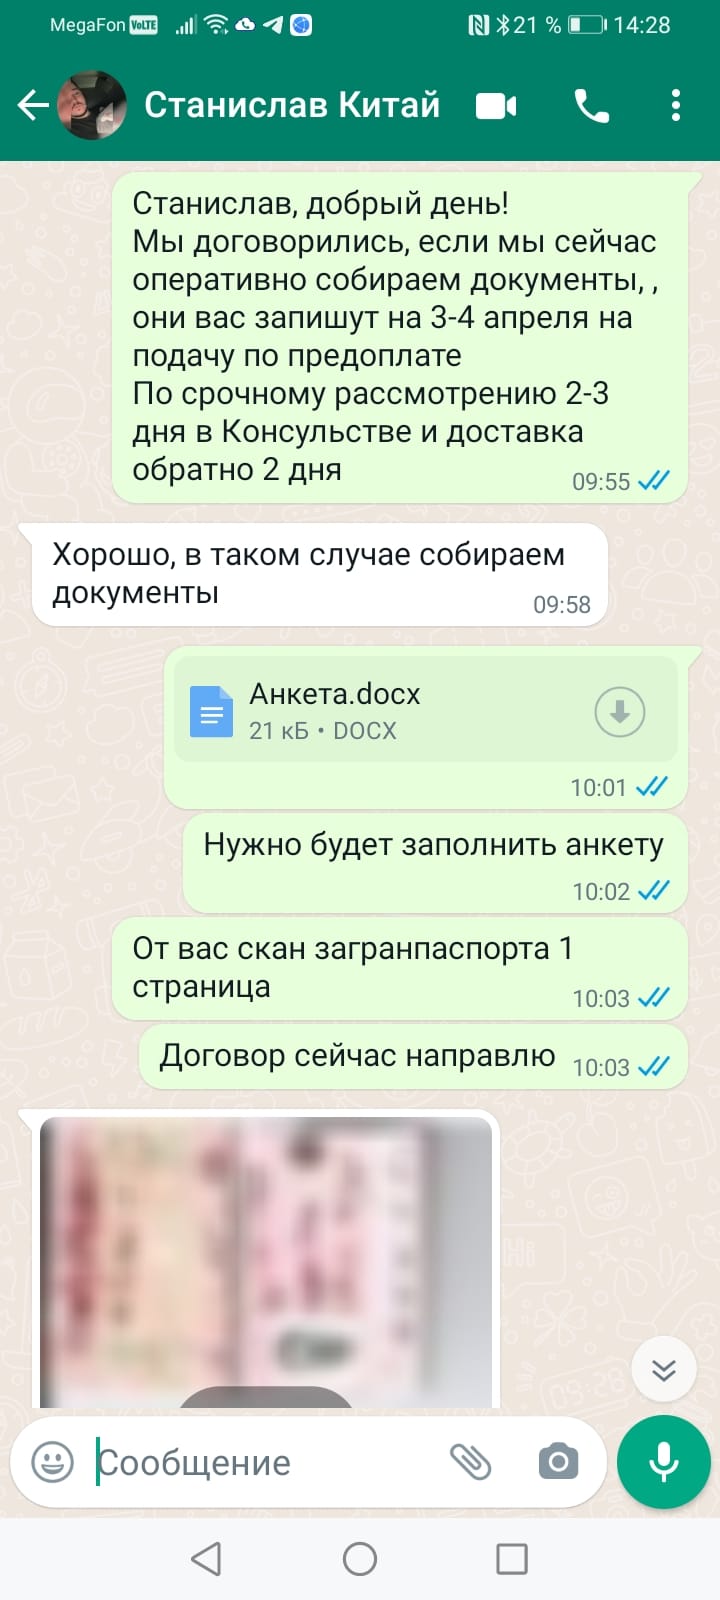 MegaFon VoLTE 21 % 14:28
Станислав Китай
Станислав, добрый день!
Мы договорились, если мы сейчас
оперативно собираем документы, ,
они вас запишут на 3-4 апреля на
подачу по предоплате
По срочному рассмотрению 2-3
дня в Консульстве и доставка
обратно 2 дня
09:55
Хорошо, в таком случае собираем
документы
09:58
Анкета.docx
21 кБ • DOCX
10:01
Нужно будет заполнить анкету
10:02
От вас скан загранпаспорта 1
страница
10:03
Договор сейчас направлю
10:03
Сообщение